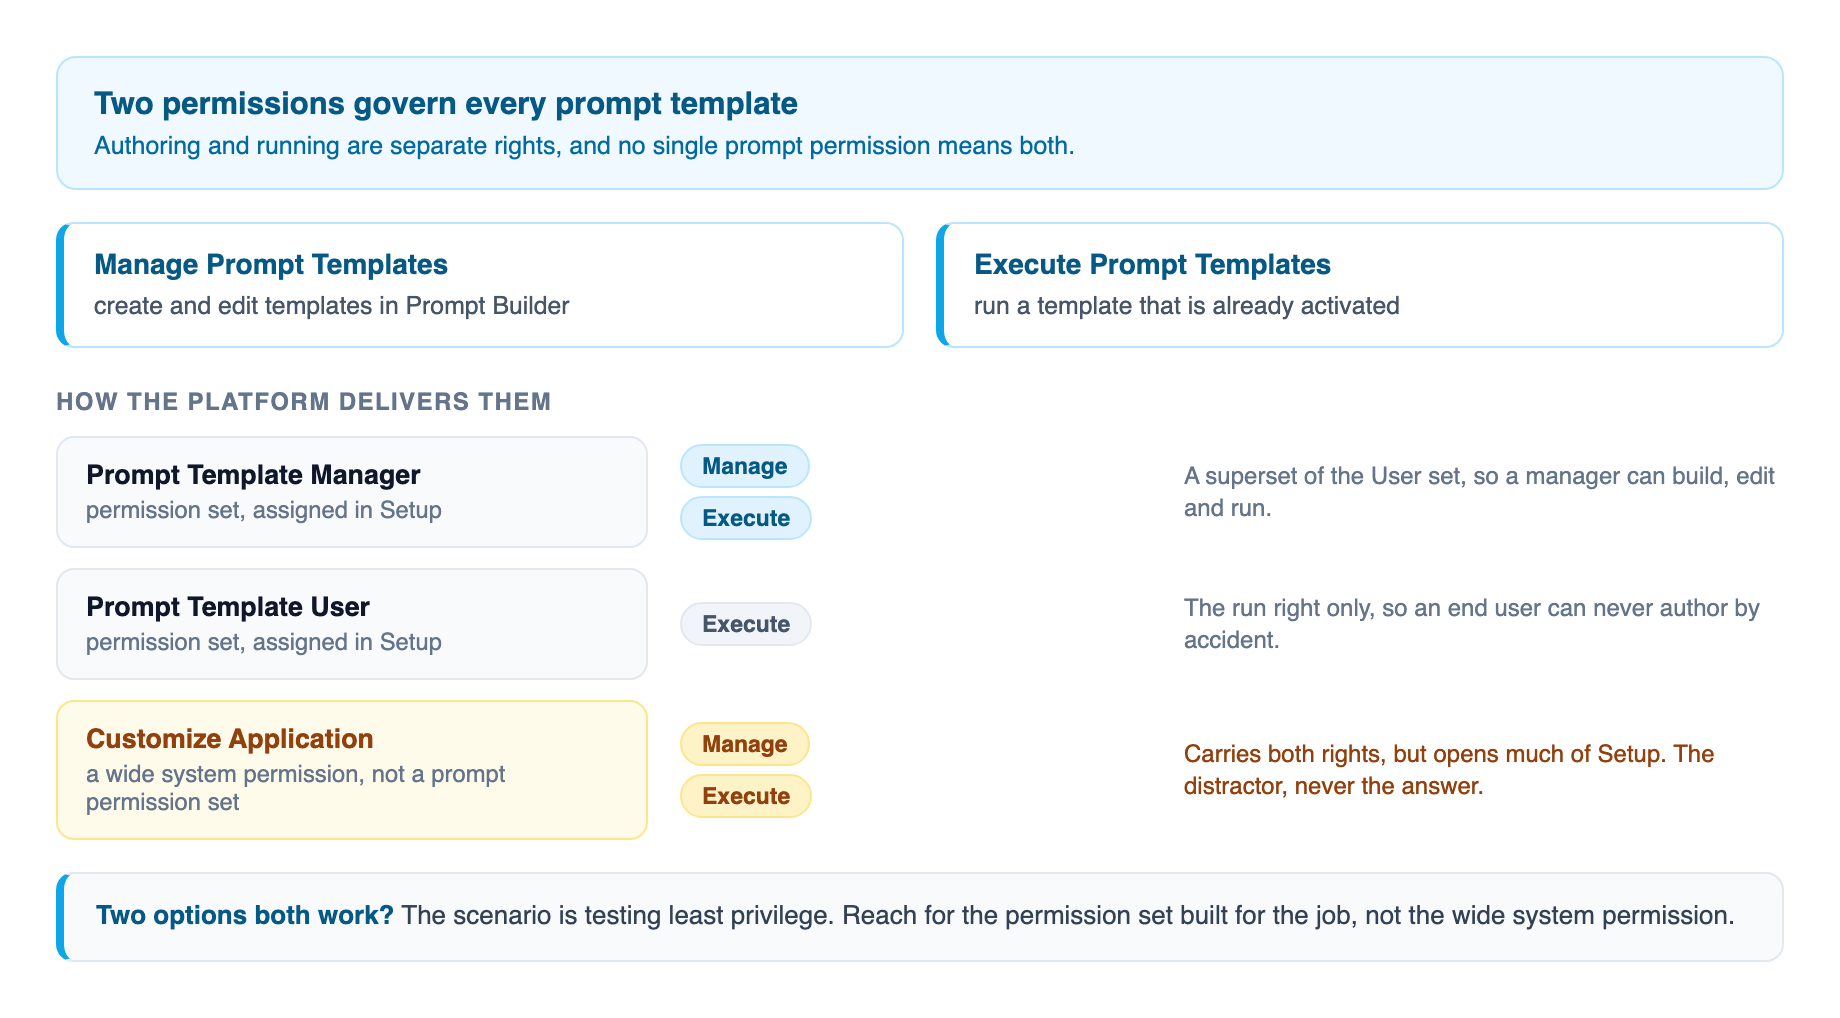 Two permissions govern every prompt template
Authoring and running are separate rights, and no single prompt permission means both.
Manage Prompt Templates
create and edit templates in Prompt Builder
Execute Prompt Templates
run a template that is already activated
HOW THE PLATFORM DELIVERS THEM
Prompt Template Manager
permission set, assigned in Setup
Manage
Execute
A superset of the User set, so a manager can build, edit
and run.
Prompt Template User
permission set, assigned in Setup
Execute
The run right only, so an end user can never author by
accident.
Customize Application
a wide system permission, not a prompt
permission set
Manage
Execute
Carries both rights, but opens much of Setup. The
distractor, never the answer.
Two options both work? The scenario is testing least privilege. Reach for the permission set built for the job, not the wide system permission.